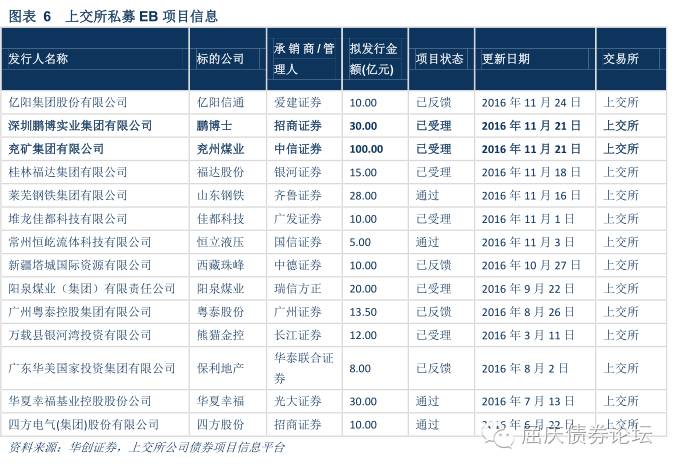 图表 6 上交所私募 EB 项目信息
发行人名称 标的公司 承销商/管理人 拟发行金额(亿元) 项目状态 更新日期 交易所
亿阳集团股份有限公司 亿阳信通 爱建证券 10.00 已反馈 2016 年 11 月 24 日 上交所
深圳鹏博实业集团有限公司 鹏博士 招商证券 30.00 已受理 2016 年 11 月 21 日 上交所
兖矿集团有限公司 兖州煤业 中信证券 100.00 已受理 2016 年 11 月 21 日 上交所
桂林福达集团有限公司 福达股份 银河证券 15.00 已受理 2016 年 11 月 18 日 上交所
莱芜钢铁集团有限公司 山东钢铁 齐鲁证券 28.00 通过 2016 年 11 月 16 日 上交所
堆龙佳都科技有限公司 佳都科技 广发证券 10.00 已受理 2016 年 11 月 1 日 上交所
常州恒屹流体科技有限公司 恒立液压 国信证券 5.00 通过 2016 年 11 月 3 日 上交所
新疆塔城国际资源有限公司 西藏珠峰 中德证券 10.00 已反馈 2016 年 10 月 27 日 上交所
阳泉煤业（集团）有限责任公司 阳泉煤业 瑞信方正 20.00 已受理 2016 年 9 月 22 日 上交所
广州粤泰控股集团有限公司 粤泰股份 广州证券 13.50 已反馈 2016 年 8 月 26 日 上交所
万载县银河湾投资有限公司 熊猫金控 长江证券 12.00 已受理 2016 年 3 月 11 日 上交所
广东华美国家投资集团有限公司 保利地产 华泰联合证券 8.00 已反馈 2016 年 8 月 2 日 上交所
华夏幸福基业控股股份公司 华夏幸福 光大证券 30.00 通过 2016 年 7 月 13 日 上交所
四方电气(集团)股份有限公司 四方股份 招商证券 10.00 通过 2016 年 6 月 22 日 上交所
资料来源：华创证券，上交所公司债券项目信息平台
屈庆债券论坛